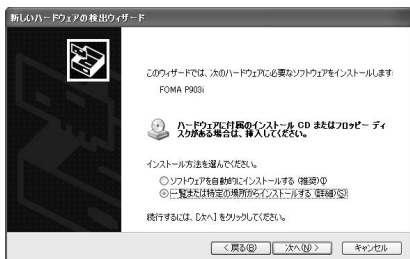 新しいハードウェアの検出ウィザード
このウィザードでは、次のハードウェアに必要なソフトウェアをインストールします:
FOMA P903i
ハードウェアに付属のインストール CD またはフロッピー ディ
スクがある場合は、挿入してください。
インストール方法を選んでください。
ソフトウェアを自動的にインストールする (推奨)(I)
一覧または特定の場所からインストールする (詳細)(S)
続行するには、[次へ] をクリックしてください。
< 戻る(B) 次へ(N) > キャンセル